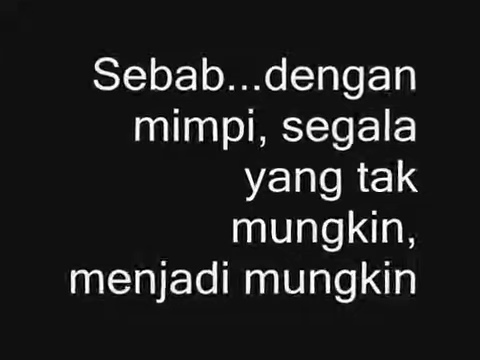 Sebab...dengan
mimpi, segala
yang tak
mungkin,
menjadi mungkin